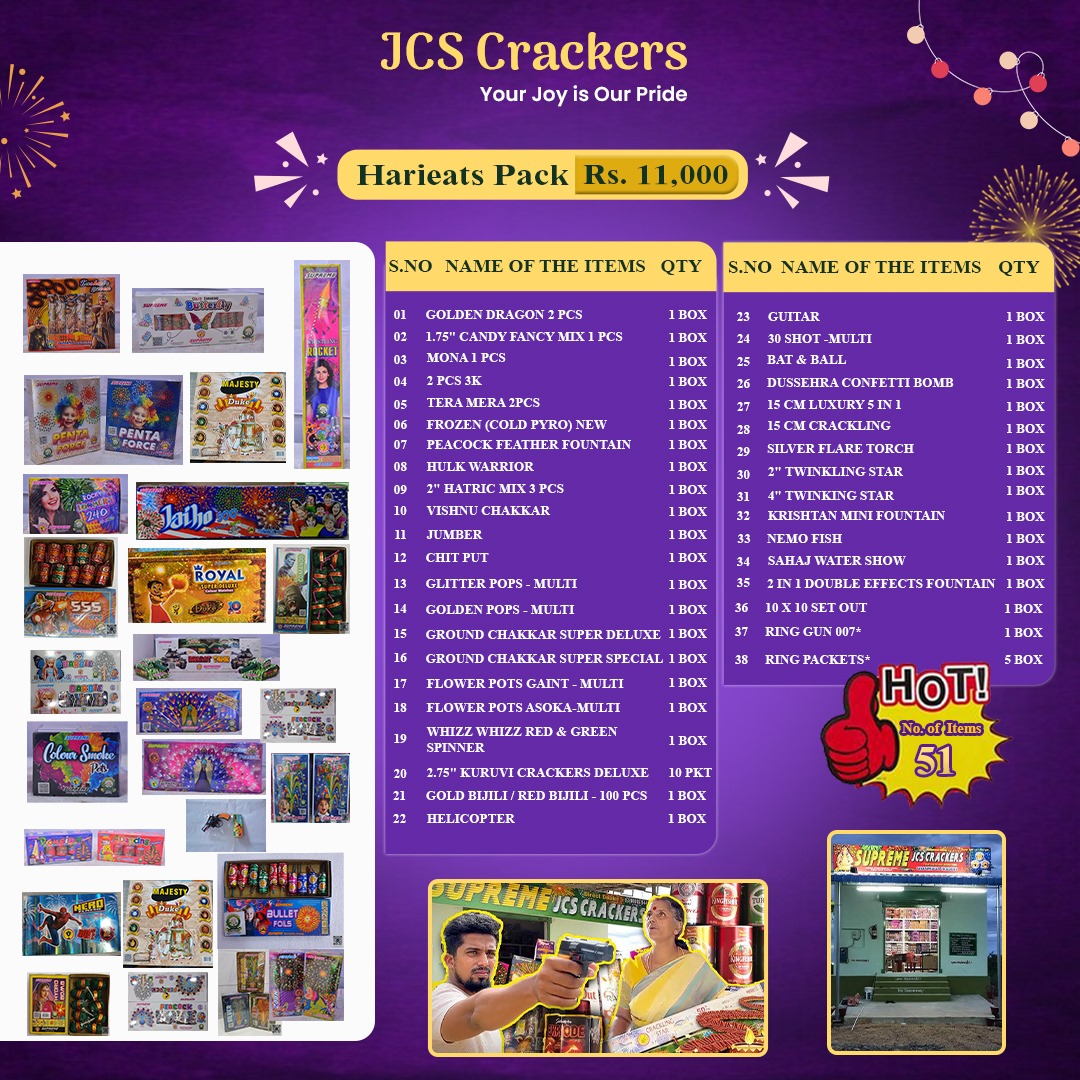 JCS Crackers
Your Joy is Our Pride
Harieats Pack Rs. 11,000
S.NO NAME OF THE ITEMS QTY
01 GOLDEN DRAGON 2 PCS 1 BOX
02 1.75" CANDY FANCY MIX 1 PCS 1 BOX
03 MONA 1 PCS 1 BOX
04 2 PCS 3K 1 BOX
05 TERA MERA 2PCS 1 BOX
06 FROZEN (COLD PYRO) NEW 1 BOX
07 PEACOCK FEATHER FOUNTAIN 1 BOX
08 HULK WARRIOR 1 BOX
09 2" HATRIC MIX 3 PCS 1 BOX
10 VISHNU CHAKKAR 1 BOX
11 JUMBER 1 BOX
12 CHIT PUT 1 BOX
13 GLITTER POPS - MULTI 1 BOX
14 GOLDEN POPS - MULTI 1 BOX
15 GROUND CHAKKAR SUPER DELUXE 1 BOX
16 GROUND CHAKKAR SUPER SPECIAL 1 BOX
17 FLOWER POTS GAINT - MULTI 1 BOX
18 FLOWER POTS ASOKA-MULTI 1 BOX
19 WHIZZ WHIZZ RED & GREEN
SPINNER 1 BOX
20 2.75" KURUVI CRACKERS DELUXE 10 PKT
21 GOLD BIJILI / RED BIJILI - 100 PCS 1 BOX
22 HELICOPTER 1 BOX
S.NO NAME OF THE ITEMS QTY
23 GUITAR 1 BOX
24 30 SHOT -MULTI 1 BOX
25 BAT & BALL 1 BOX
26 DUSSEHRA CONFETTI BOMB 1 BOX
27 15 CM LUXURY 5 IN 1 1 BOX
28 15 CM CRACKLING 1 BOX
29 SILVER FLARE TORCH 1 BOX
30 2" TWINKLING STAR 1 BOX
31 4" TWINKING STAR 1 BOX
32 KRISHTAN MINI FOUNTAIN 1 BOX
33 NEMO FISH 1 BOX
34 SAHAJ WATER SHOW 1 BOX
35 2 IN 1 DOUBLE EFFECTS FOUNTAIN 1 BOX
36 10 X 10 SET OUT 1 BOX
37 RING GUN 007* 1 BOX
38 RING PACKETS* 5 BOX
HOT!
No. of Items
51
Butterfly
SUPREME
ROCKET
PENTA
FORCE
PENTA
FORCE
MAJESTY
Duke
240
Jaiho
ROYAL
SUPER DELUXE
10
555
PEACOCK
Colour Smoke
Pots
HERO
MAJESTY
Duke
BULLET
FOILS
PEACOCK
SUPREME JCS CRACKERS
CRACKLING
STAR
SUPREME JCS CRACKERS